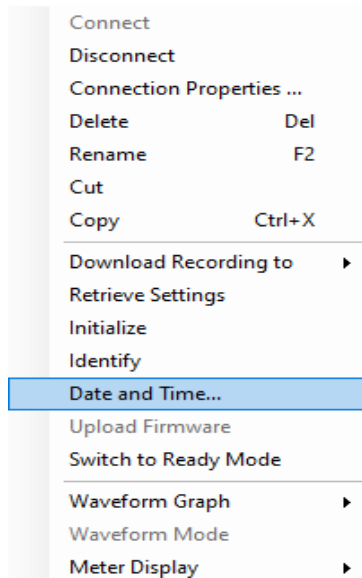 Connect
Disconnect
Connection Properties ...
Delete Del
Rename F2
Cut
Copy Ctrl+X
Download Recording to
Retrieve Settings
Initialize
Identify
Date and Time...
Upload Firmware
Switch to Ready Mode
Waveform Graph
Waveform Mode
Meter Display